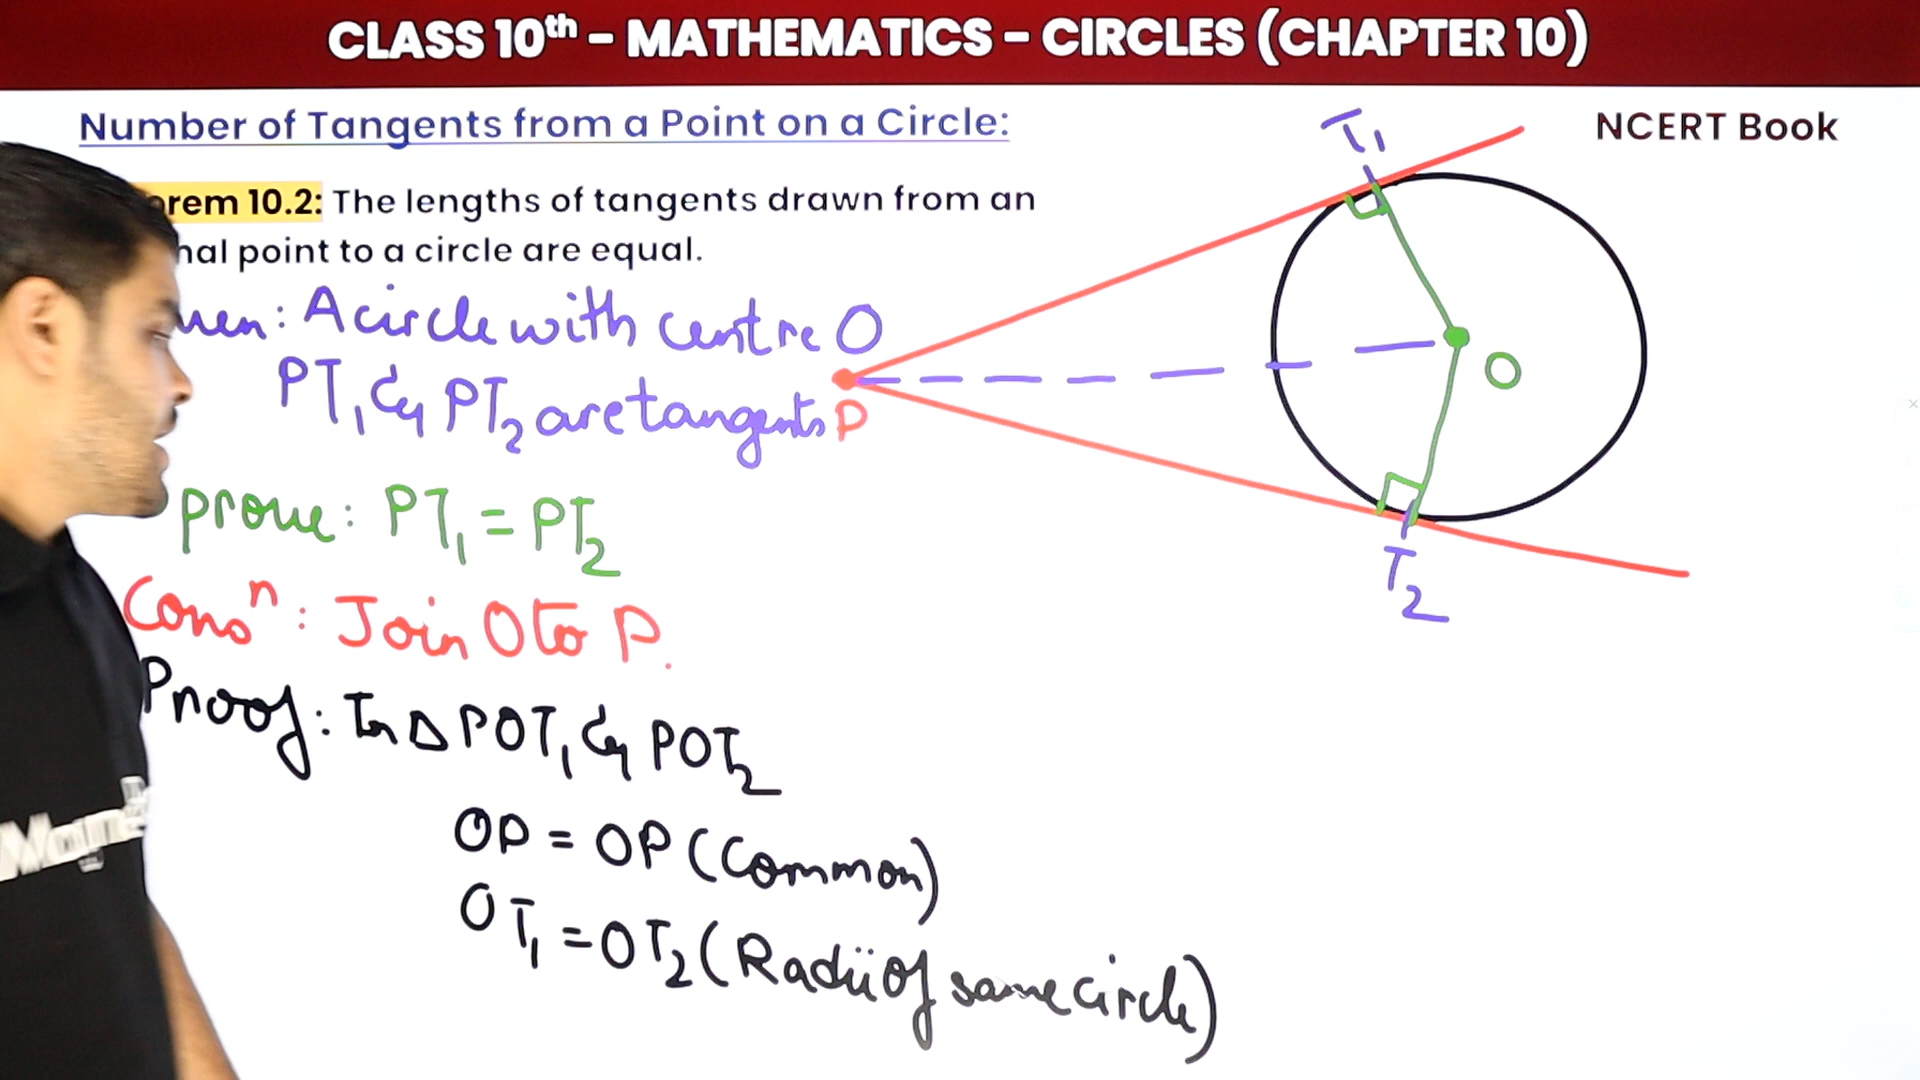 CLASS 10th - MATHEMATICS - CIRCLES (CHAPTER 10)
Number of Tangents from a Point on a Circle:
NCERT Book
orem 10.2: The lengths of tangents drawn from an
nal point to a circle are equal.
: A circle with centre O
PT1 & PT2 are tangents
prove: PT1 = PT2
Consn: Join O to P.
Proof: In Δ POT1 & POT2
OP = OP (Common)
OT1 = OT2 (Radii of same circle)
T1
O
P
T2